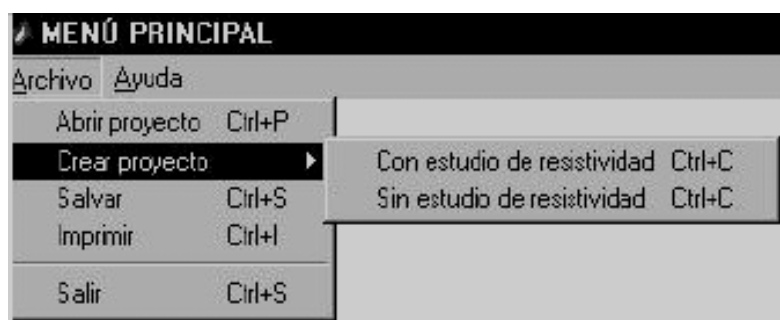 MENÚ PRINCIPAL
Archivo Ayuda
Abrir proyecto Ctrl+P
Crear proyecto
Con estudio de resistividad Ctrl+C
Sin estudio de resistividad Ctrl+C
Salvar Ctrl+S
Imprimir Ctrl+I
Salir Ctrl+S